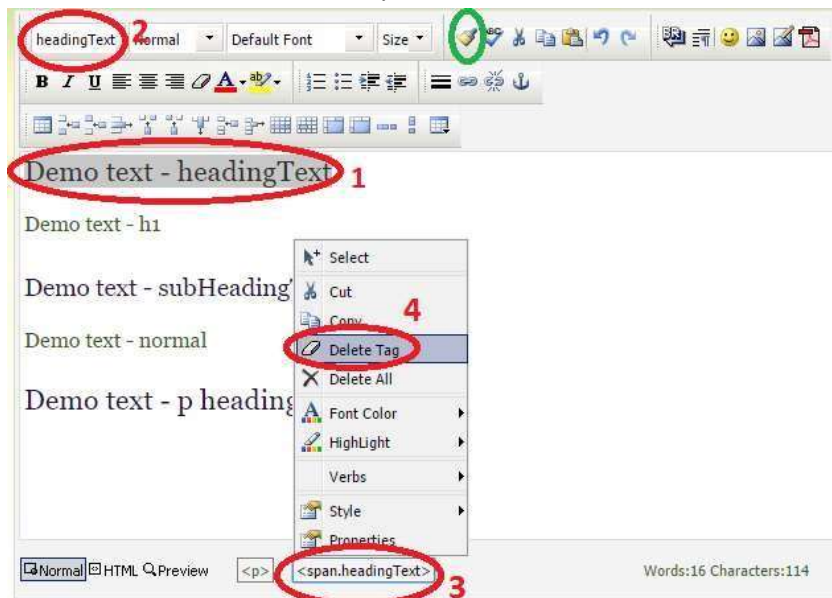 2
headingText Normal Default Font Size ABC
B I U A ab
Demo text - headingText 1
Demo text - h1
Select
Demo text - subHeading
Cut
4
Copy
Demo text - normal
Delete Tag
Delete All
Demo text - p heading
Font Color
HighLight
Verbs
Style
Properties
Normal HTML Preview <p> <span.headingText> Words:16 Characters:114
3